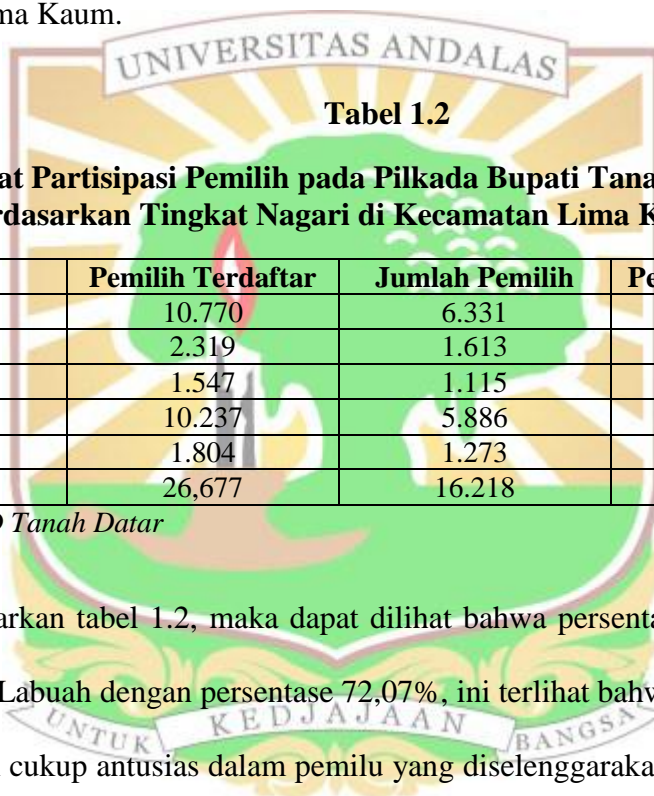 ma Kaum.
UNIVERSITAS ANDALAS
Tabel 1.2
at Partisipasi Pemilih pada Pilkada Bupati Tana
rdasarkan Tingkat Nagari di Kecamatan Lima K
Pemilih Terdaftar Jumlah Pemilih Pe
10.770 6.331
2.319 1.613
1.547 1.115
10.237 5.886
1.804 1.273
26,677 16.218
Tanah Datar
arkan tabel 1.2, maka dapat dilihat bahwa persenta
Labuah dengan persentase 72,07%, ini terlihat bahw
UNTUK KEDJAJAAN BANGSA
cukup antusias dalam pemilu yang diselenggaraka